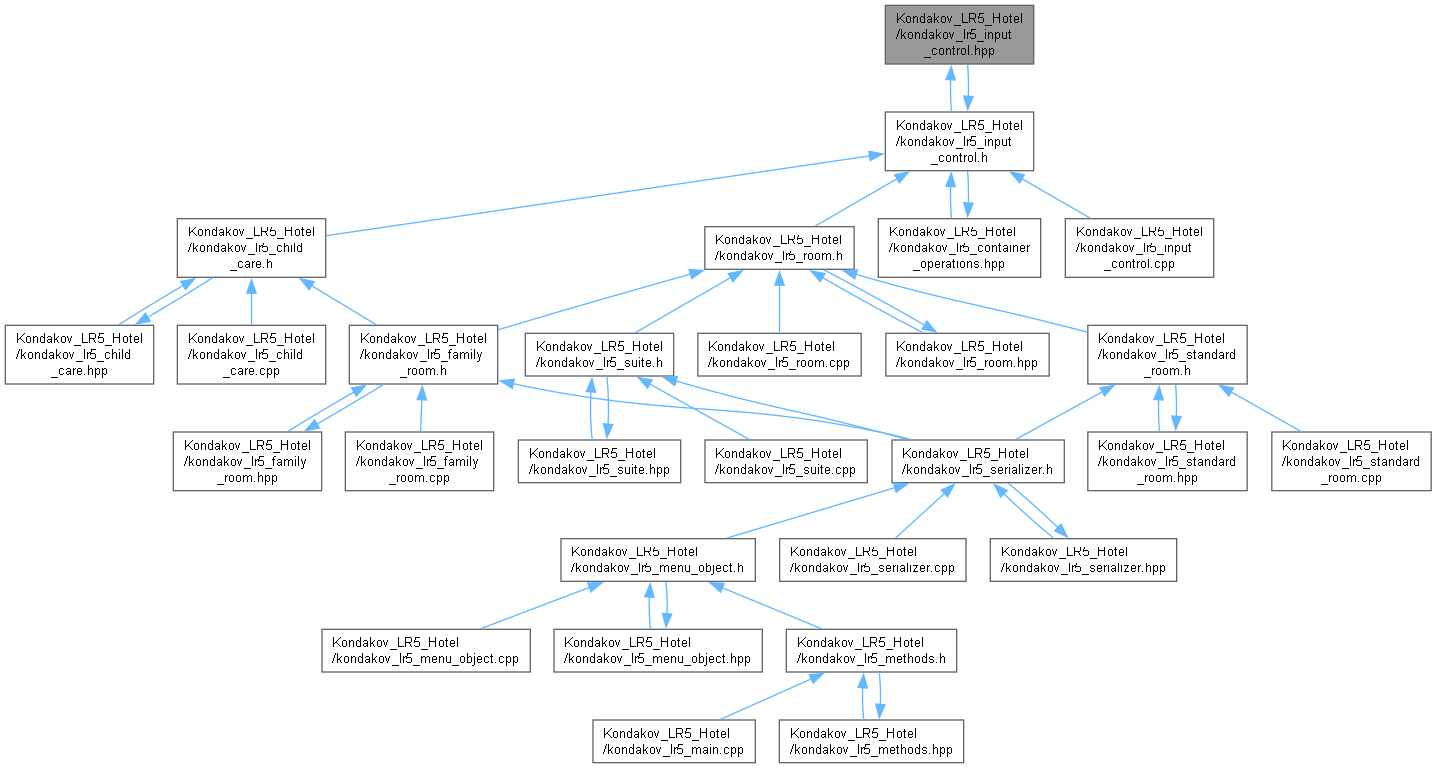 Kondakov_LR5_Hotel
/kondakov_lr5_input
_control.hpp
Kondakov_LR5_Hotel
/kondakov_lr5_input
_control.h
Kondakov_LR5_Hotel
/kondakov_lr5_child
_care.h
Kondakov_LR5_Hotel
/kondakov_lr5_room.h
Kondakov_LR5_Hotel
/kondakov_lr5_container
_operations.hpp
Kondakov_LR5_Hotel
/kondakov_lr5_input
_control.cpp
Kondakov_LR5_Hotel
/kondakov_lr5_child
_care.hpp
Kondakov_LR5_Hotel
/kondakov_lr5_child
_care.cpp
Kondakov_LR5_Hotel
/kondakov_lr5_family
_room.h
Kondakov_LR5_Hotel
/kondakov_lr5_suite.h
Kondakov_LR5_Hotel
/kondakov_lr5_room.cpp
Kondakov_LR5_Hotel
/kondakov_lr5_room.hpp
Kondakov_LR5_Hotel
/kondakov_lr5_standard
_room.h
Kondakov_LR5_Hotel
/kondakov_lr5_family
_room.hpp
Kondakov_LR5_Hotel
/kondakov_lr5_family
_room.cpp
Kondakov_LR5_Hotel
/kondakov_lr5_suite.hpp
Kondakov_LR5_Hotel
/kondakov_lr5_suite.cpp
Kondakov_LR5_Hotel
/kondakov_lr5_serializer.h
Kondakov_LR5_Hotel
/kondakov_lr5_standard
_room.hpp
Kondakov_LR5_Hotel
/kondakov_lr5_standard
_room.cpp
Kondakov_LR5_Hotel
/kondakov_lr5_menu_object.h
Kondakov_LR5_Hotel
/kondakov_lr5_serializer.cpp
Kondakov_LR5_Hotel
/kondakov_lr5_serializer.hpp
Kondakov_LR5_Hotel
/kondakov_lr5_menu_object.cpp
Kondakov_LR5_Hotel
/kondakov_lr5_menu_object.hpp
Kondakov_LR5_Hotel
/kondakov_lr5_methods.h
Kondakov_LR5_Hotel
/kondakov_lr5_main.cpp
Kondakov_LR5_Hotel
/kondakov_lr5_methods.hpp